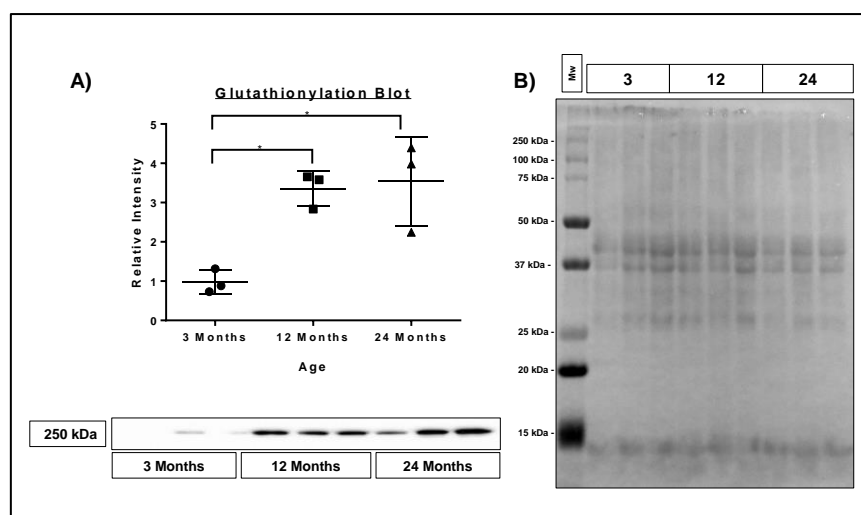 A)
Glutathionylation Blot
*
*
Relative Intensity
5
4
3
2
1
0
3 Months 12 Months 24 Months
Age
250 kDa
3 Months 12 Months 24 Months
B)
Mw 3 12 24
250 kDa -
100 kDa -
75 kDa -
50 kDa -
37 kDa -
25 kDa -
20 kDa -
15 kDa -